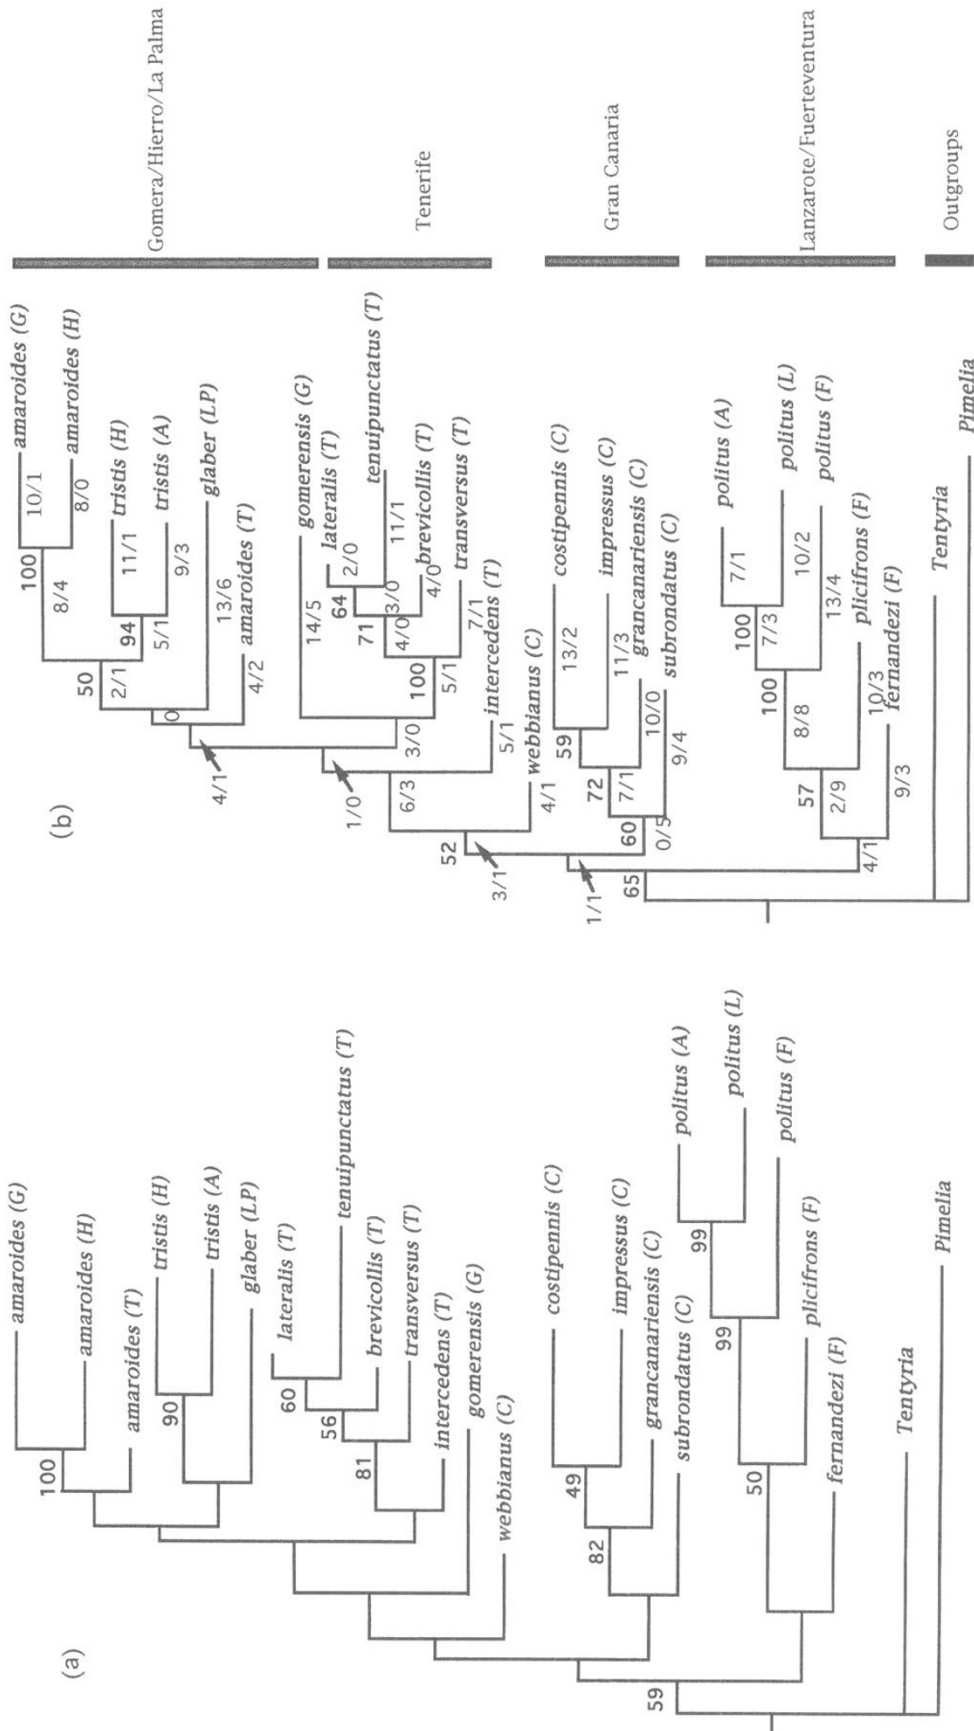 (a)
amaroides (G)
amaroides (H)
100
amaroides (T)
tristis (H)
90
tristis (A)
glaber (LP)
lateralis (T)
60
tenuipunctatus (T)
56
brevicollis (T)
81
transversus (T)
intercedens (T)
gomerensis (G)
webbianus (C)
costipennis (C)
49
impressus (C)
82
grancanariensis (C)
subrondatus (C)
59
politus (A)
99
politus (L)
99
politus (F)
50
plicifrons (F)
fernandezi (F)
Tentyria
Pimelia
(b)
amaroides (G)
10/1
100
amaroides (H)
8/4
8/0
tristis (H)
94
11/1
tristis (A)
50
5/1
9/3
2/1
glaber (LP)
0
13/6
amaroides (T)
4/1
4/2
gomerensis (G)
14/5
lateralis (T)
64
2/0
tenuipunctatus (T)
71
3/0
11/1
brevicollis (T)
4/0
4/0
100
transversus (T)
5/1
7/1
3/0
1/0
intercedens (T)
6/3
5/1
webbianus (C)
52
4/1
3/1
costipennis (C)
59
13/2
impressus (C)
72
11/3
grancanariensis (C)
7/1
10/0
60
subrondatus (C)
0/5
9/4
1/1
65
politus (A)
100
7/1
politus (L)
7/3
10/2
100
politus (F)
8/8
13/4
57
plicifrons (F)
2/9
10/3
fernandezi (F)
4/1
9/3
Tentyria
Pimelia
Gomera/Hierro/La Palma
Tenerife
Gran Canaria
Lanzarote/Fuerteventura
Outgroups